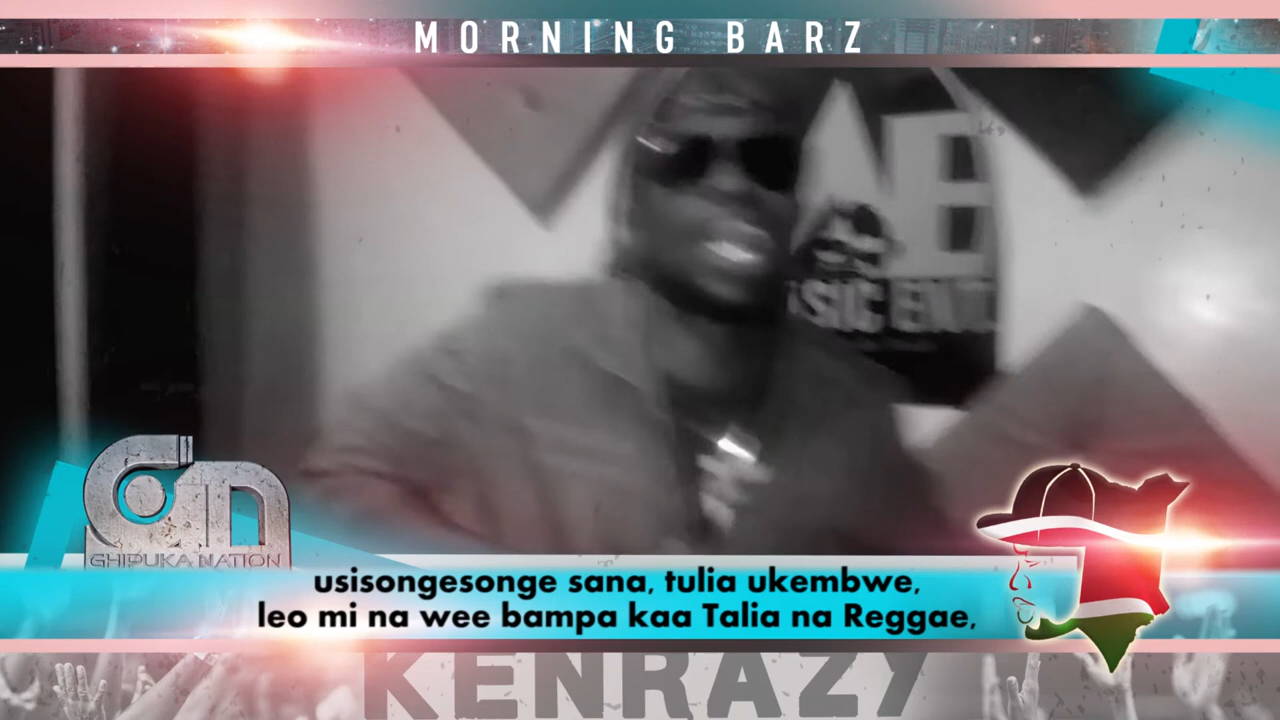 MORNING BARZ
GHIPUKA NATION
usisongesonge sana, tulia ukembwe,
leo mi na wee bampa kaa Talia na Reggae,
KENRAZY